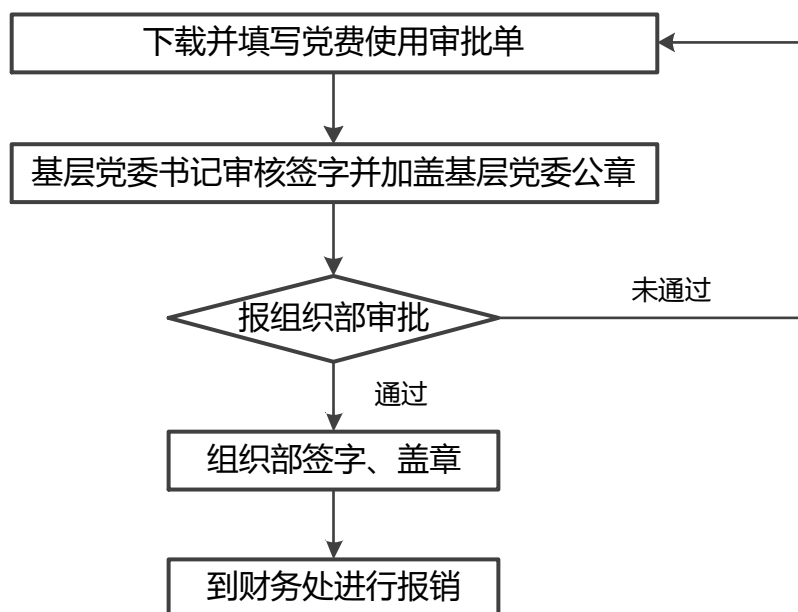 下载并填写党费使用审批单
基层党委书记审核签字并加盖基层党委公章
报组织部审批
未通过
通过
组织部签字、盖章
到财务处进行报销